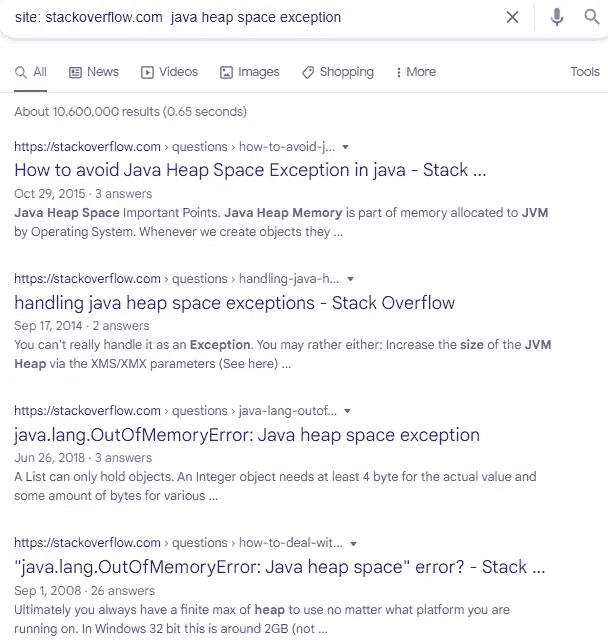 site: stackoverflow.com java heap space exception
All News Videos Images Shopping More Tools
About 10,600,000 results (0.65 seconds)
https://stackoverflow.com › questions › how-to-avoid-j...
How to avoid Java Heap Space Exception in java - Stack ...
Oct 29, 2015 · 3 answers
Java Heap Space Important Points. Java Heap Memory is part of memory allocated to JVM
by Operating System. Whenever we create objects they ...
https://stackoverflow.com › questions › handling-java-h...
handling java heap space exceptions - Stack Overflow
Sep 17, 2014 · 2 answers
You can't really handle it as an Exception. You may rather either: Increase the size of the JVM
Heap via the XMS/XMX parameters (See here) ...
https://stackoverflow.com › questions › java-lang-outof...
java.lang.OutOfMemoryError: Java heap space exception
Jun 26, 2018 · 3 answers
A List can only hold objects. An Integer object needs at least 4 byte for the actual value and
some amount of bytes for various ...
https://stackoverflow.com › questions › how-to-deal-wit...
"java.lang.OutOfMemoryError: Java heap space" error? - Stack ...
Sep 1, 2008 · 26 answers
Ultimately you always have a finite max of heap to use no matter what platform you are
running on. In Windows 32 bit this is around 2GB (not ...